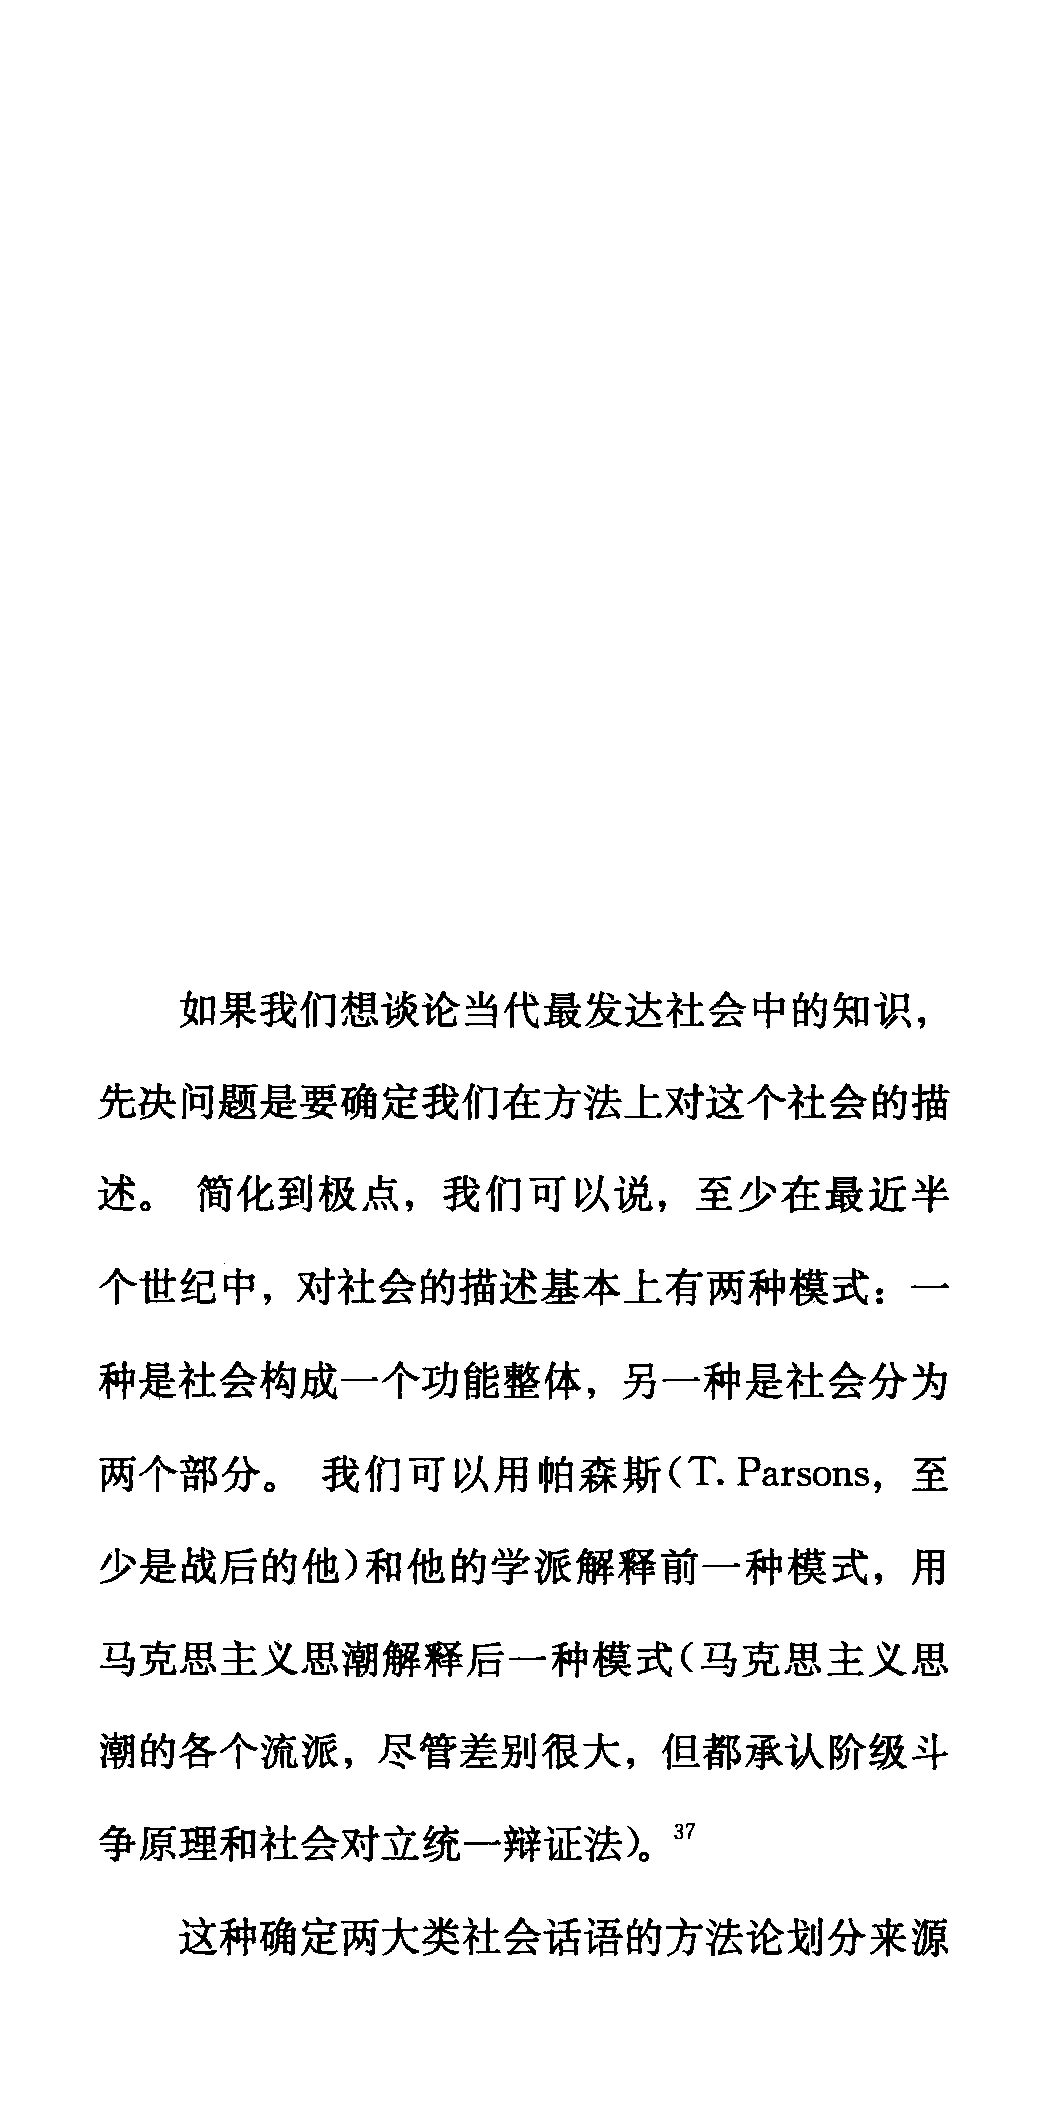 如果我们想谈论当代最发达社会中的知识，
先决问题是要确定我们在方法上对这个社会的描
述。 简化到极点，我们可以说，至少在最近半
个世纪中，对社会的描述基本上有两种模式：一
种是社会构成一个功能整体，另一种是社会分为
两个部分。 我们可以用帕森斯（T. Parsons，至
少是战后的他）和他的学派解释前一种模式，用
马克思主义思潮解释后一种模式（马克思主义思
潮的各个流派，尽管差别很大，但都承认阶级斗
争原理和社会对立统一辩证法）。37
这种确定两大类社会话语的方法论划分来源